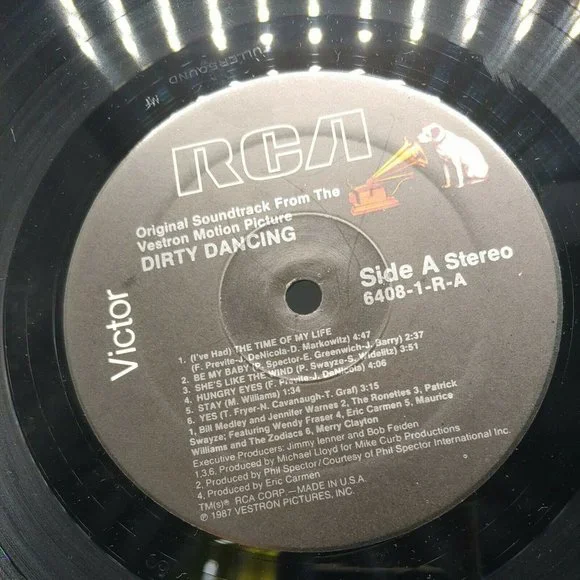 FULLERSOUND
RCA
Victor
Original Soundtrack From The
Vestron Motion Picture
DIRTY DANCING
Side A Stereo
6408-1-R-A
1. (I've Had) THE TIME OF MY LIFE
(F. Previte-J. DeNicola-D. Markowitz) 4:47
2. BE MY BABY (P. Spector-E. Greenwich-J. Barry) 2:37
3. SHE'S LIKE THE WIND (P. Swayze-S. Widelitz) 3:51
4. HUNGRY EYES (F. Previte-J. DeNicola) 4:06
5. STAY (M. Williams) 1:34
6. YES (T. Fryer-N. Cavanaugh-T. Graf) 3:15
1. Bill Medley and Jennifer Warnes 2. The Ronettes 3. Patrick
Swayze; Featuring Wendy Fraser 4. Eric Carmen 5. Maurice
Williams and The Zodiacs 6. Merry Clayton
Executive Producers: Jimmy Ienner and Bob Feiden
1,3,6. Produced by Michael Lloyd for Mike Curb Productions
2. Produced by Phil Spector/Courtesy of Phil Spector International Inc.
4. Produced by Eric Carmen
TM(s)® RCA CORP – MADE IN U.S.A.
℗ 1987 VESTRON PICTURES, INC.